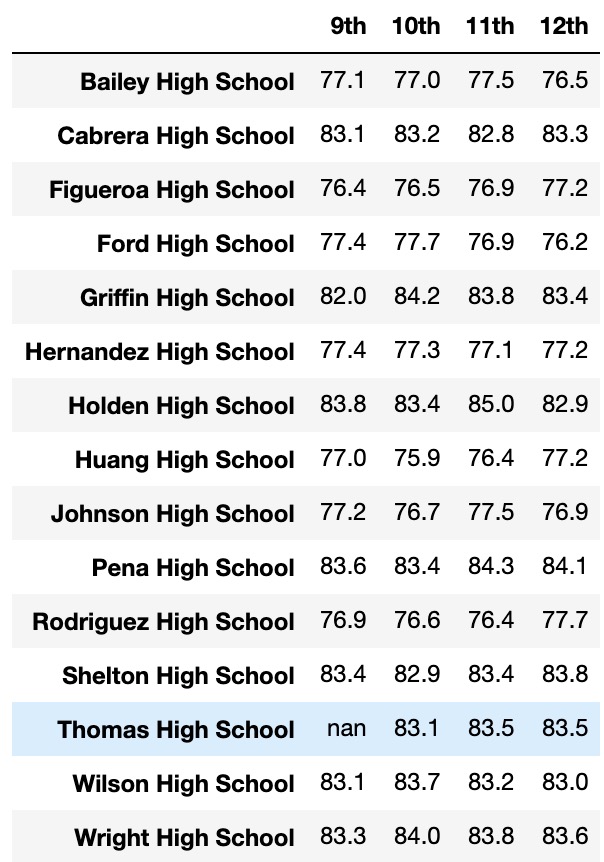 9th 10th 11th 12th
Bailey High School 77.1 77.0 77.5 76.5
Cabrera High School 83.1 83.2 82.8 83.3
Figueroa High School 76.4 76.5 76.9 77.2
Ford High School 77.4 77.7 76.9 76.2
Griffin High School 82.0 84.2 83.8 83.4
Hernandez High School 77.4 77.3 77.1 77.2
Holden High School 83.8 83.4 85.0 82.9
Huang High School 77.0 75.9 76.4 77.2
Johnson High School 77.2 76.7 77.5 76.9
Pena High School 83.6 83.4 84.3 84.1
Rodriguez High School 76.9 76.6 76.4 77.7
Shelton High School 83.4 82.9 83.4 83.8
Thomas High School nan 83.1 83.5 83.5
Wilson High School 83.1 83.7 83.2 83.0
Wright High School 83.3 84.0 83.8 83.6